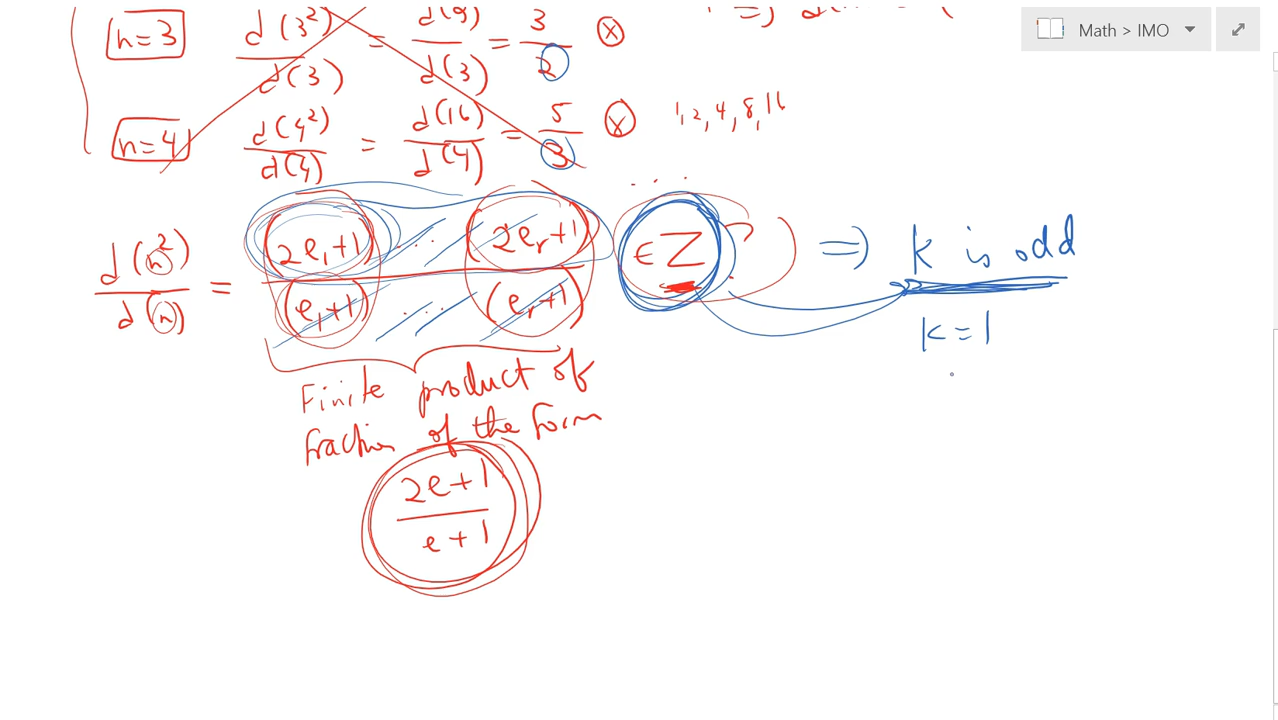 Math > IMO
n=3 d(3²)/d(3) = d(9)/d(3) = 3/2 ⊗
n=4 d(4²)/d(4) = d(16)/d(4) = 5/3 ⊗ 1,2,4,8,16
d(n²)/d(n) = (2e₁+1) ... (2eᵣ+1) / (e₁+1) ... (eᵣ+1) ∈ Z ? ⇒ k is odd
k = 1
Finite product of
fraction of the form
2e+1
e+1